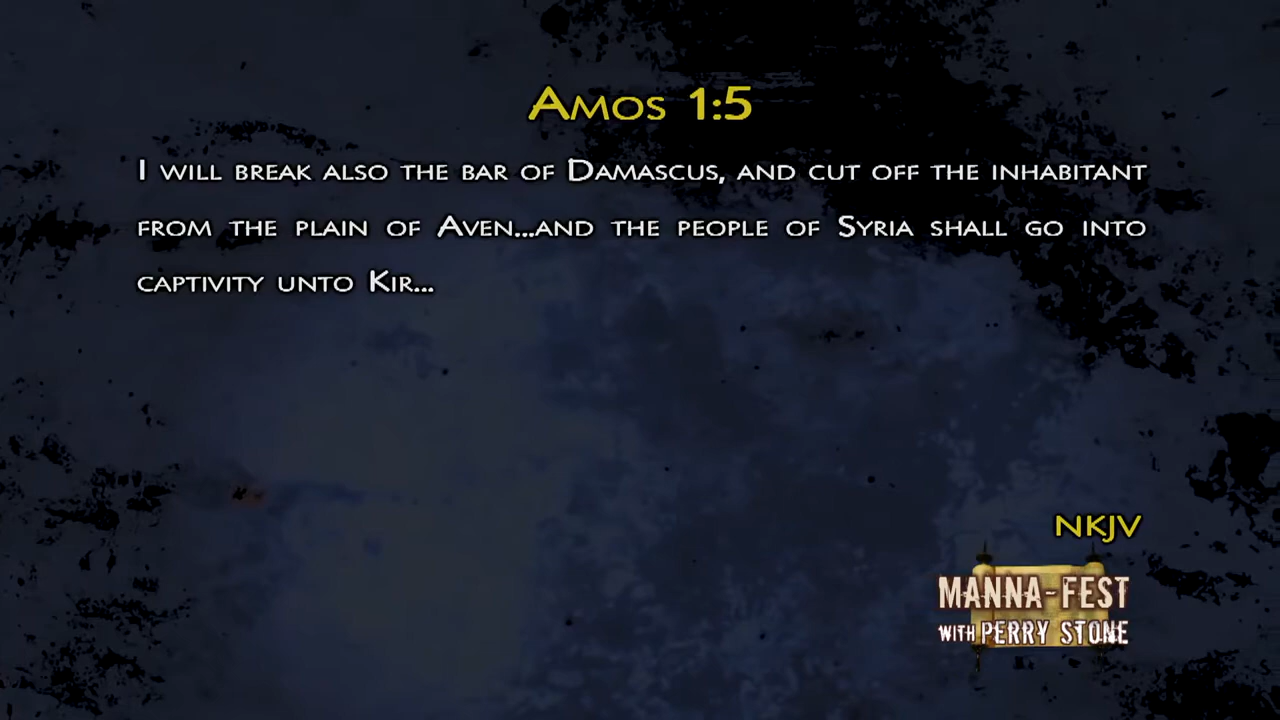 Amos 1:5
I will break also the bar of Damascus, and cut off the inhabitant
from the plain of Aven...and the people of Syria shall go into
captivity unto Kir...
NKJV
MANNA-FEST
WITH PERRY STONE